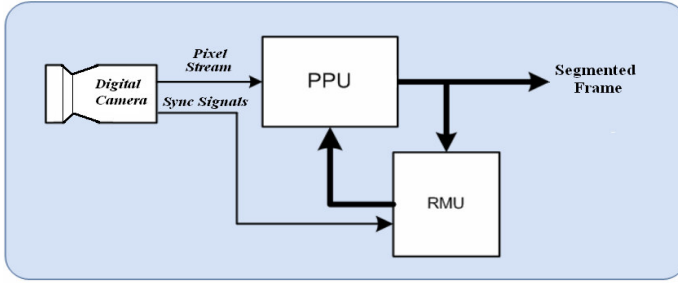 Pixel
Stream
Digital
Camera
Sync Signals
PPU
Segmented
Frame
RMU